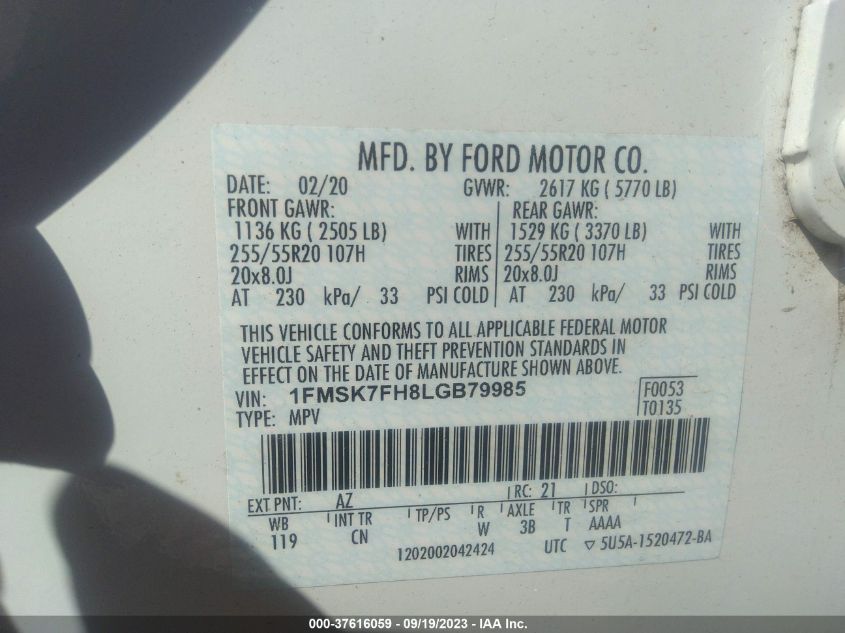 MFD. BY FORD MOTOR CO.
DATE: 02/20 GVWR: 2617 KG ( 5770 LB)
FRONT GAWR: REAR GAWR:
1136 KG ( 2505 LB) WITH 1529 KG ( 3370 LB) WITH
255/55R20 107H TIRES 255/55R20 107H TIRES
20x8.0J RIMS 20x8.0J RIMS
AT 230 kPa/ 33 PSI COLD AT 230 kPa/ 33 PSI COLD
THIS VEHICLE CONFORMS TO ALL APPLICABLE FEDERAL MOTOR
VEHICLE SAFETY AND THEFT PREVENTION STANDARDS IN
EFFECT ON THE DATE OF MANUFACTURE SHOWN ABOVE.
VIN: 1FMSK7FH8LGB79985 F0053
TYPE: MPV T0135
EXT PNT: AZ RC: 21 DSO:
WB INT TR TP/PS R AXLE TR SPR
119 CN W 3B T AAAA
1202002042424 UTC ▽ 5U5A-1520472-BA
000-37616059 - 09/19/2023 - IAA Inc.